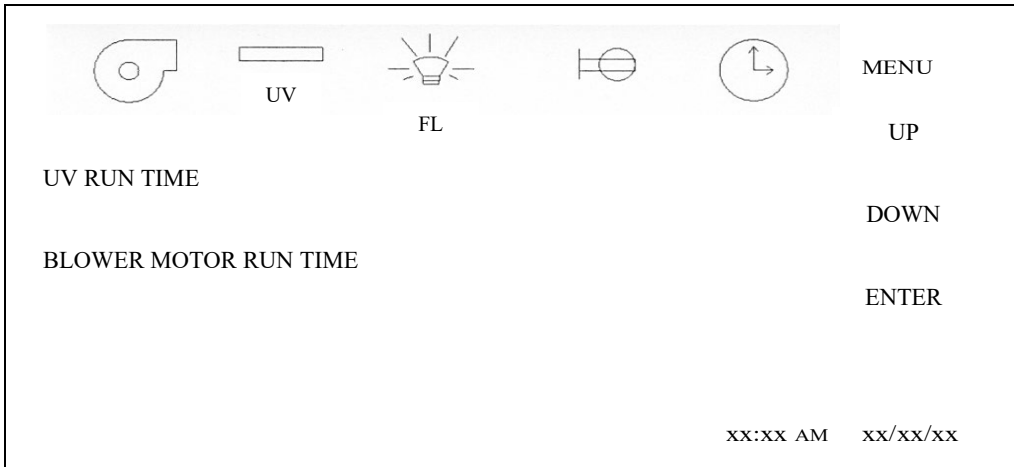 MENU
UV
FL
UP
UV RUN TIME
DOWN
BLOWER MOTOR RUN TIME
ENTER
xx:xx AM xx/xx/xx